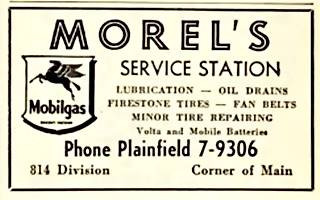 MOREL'S
SERVICE STATION
Mobilgas
LUBRICATION — OIL DRAINS
FIRESTONE TIRES — FAN BELTS
MINOR TIRE REPAIRING
Volta and Mobile Batteries
Phone Plainfield 7-9306
814 Division Corner of Main